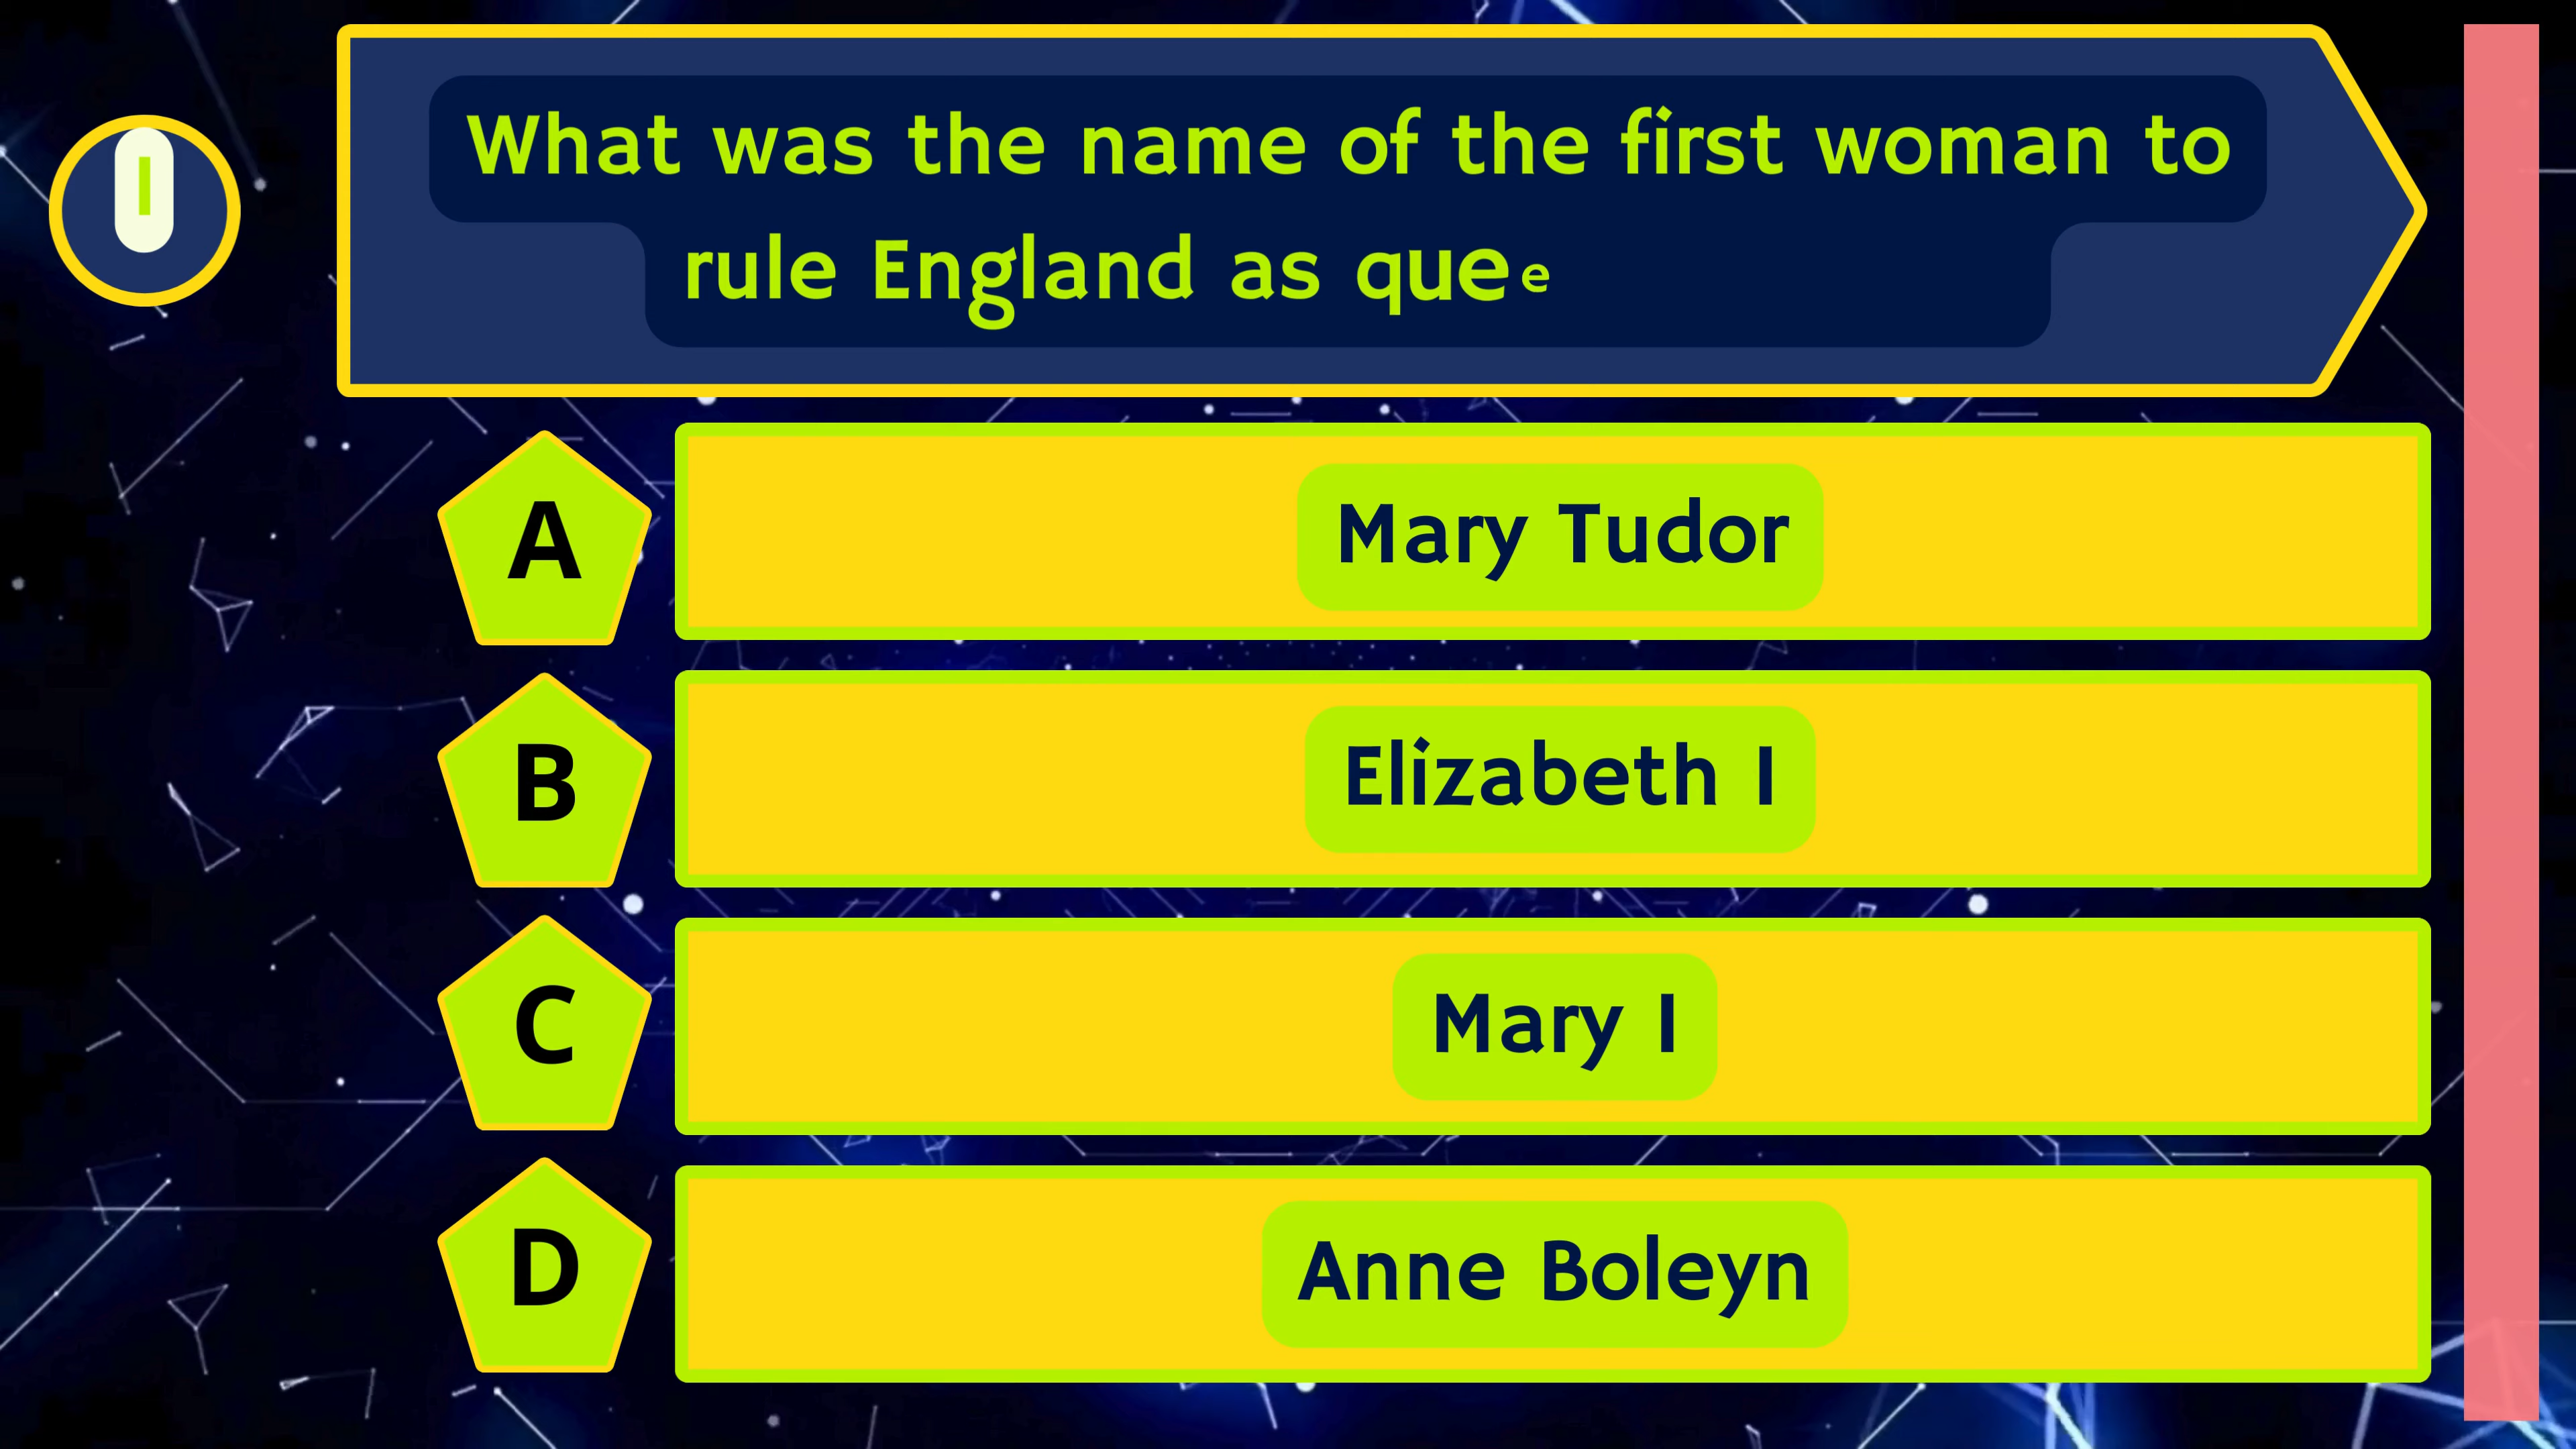 1
What was the name of the first woman to
rule England as quee
A
Mary Tudor
B
Elizabeth I
C
Mary I
D
Anne Boleyn